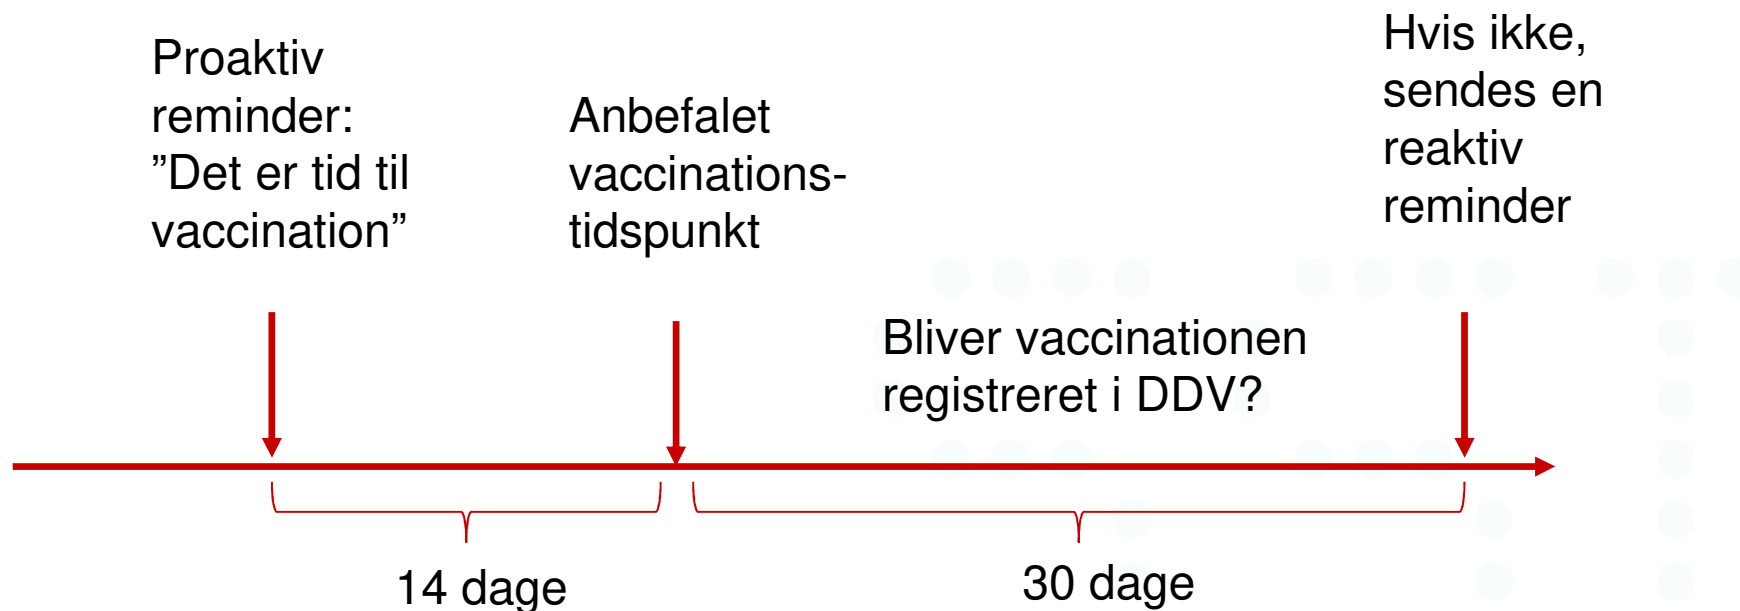 Proaktiv
reminder:
”Det er tid til
vaccination”
Anbefalet
vaccinations-
tidspunkt
Hvis ikke,
sendes en
reaktiv
reminder
Bliver vaccinationen
registreret i DDV?
14 dage
30 dage